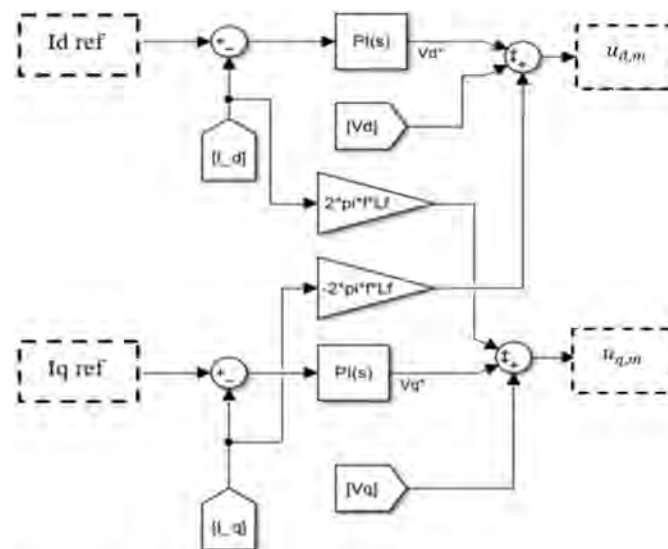 Id ref
+
−
PI(s)
Vd*
+
+
+
u_{d,m}
[Vd]
[I_d]
2*pi*f*Lf
-2*pi*f*Lf
Iq ref
+
−
PI(s)
Vq*
+
+
+
u_{q,m}
[Vq]
[I_q]